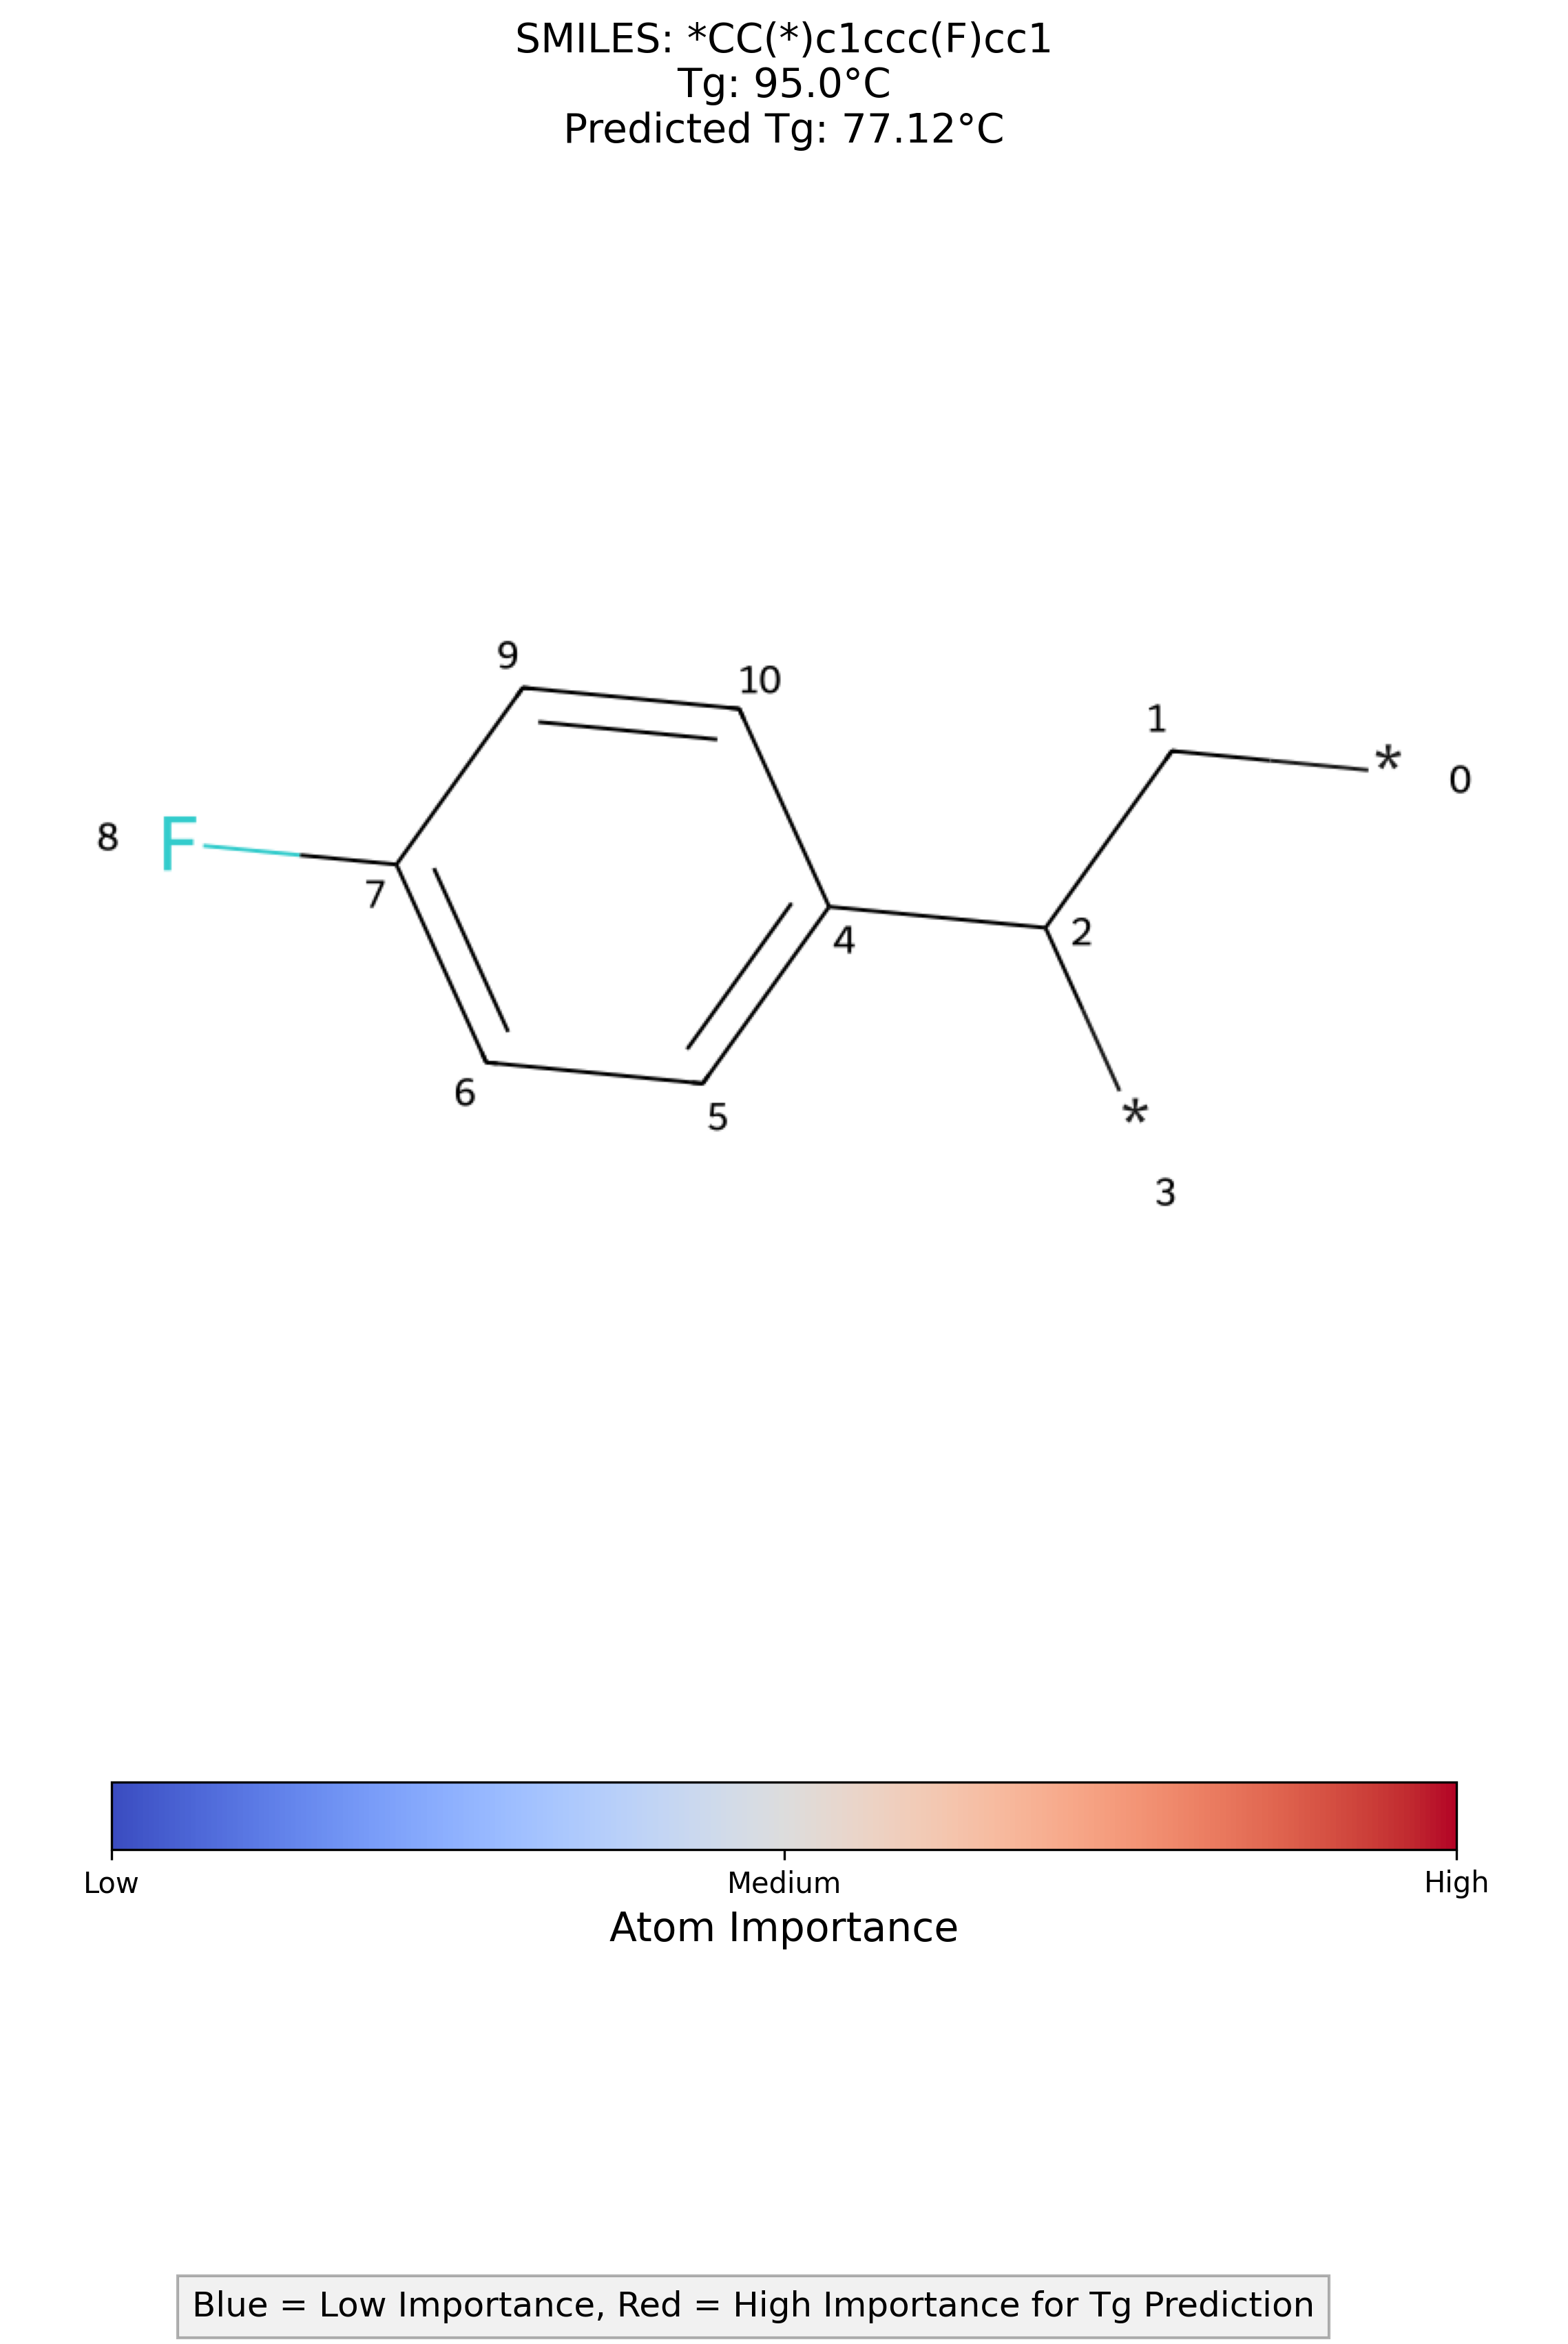 SMILES: *CC(*)c1ccc(F)cc1
Tg: 95.0°C
Predicted Tg: 77.12°C
9
10
1
* 0
8 F
7
4
2
6
5
*
3
Low Medium High
Atom Importance
Blue = Low Importance, Red = High Importance for Tg Prediction